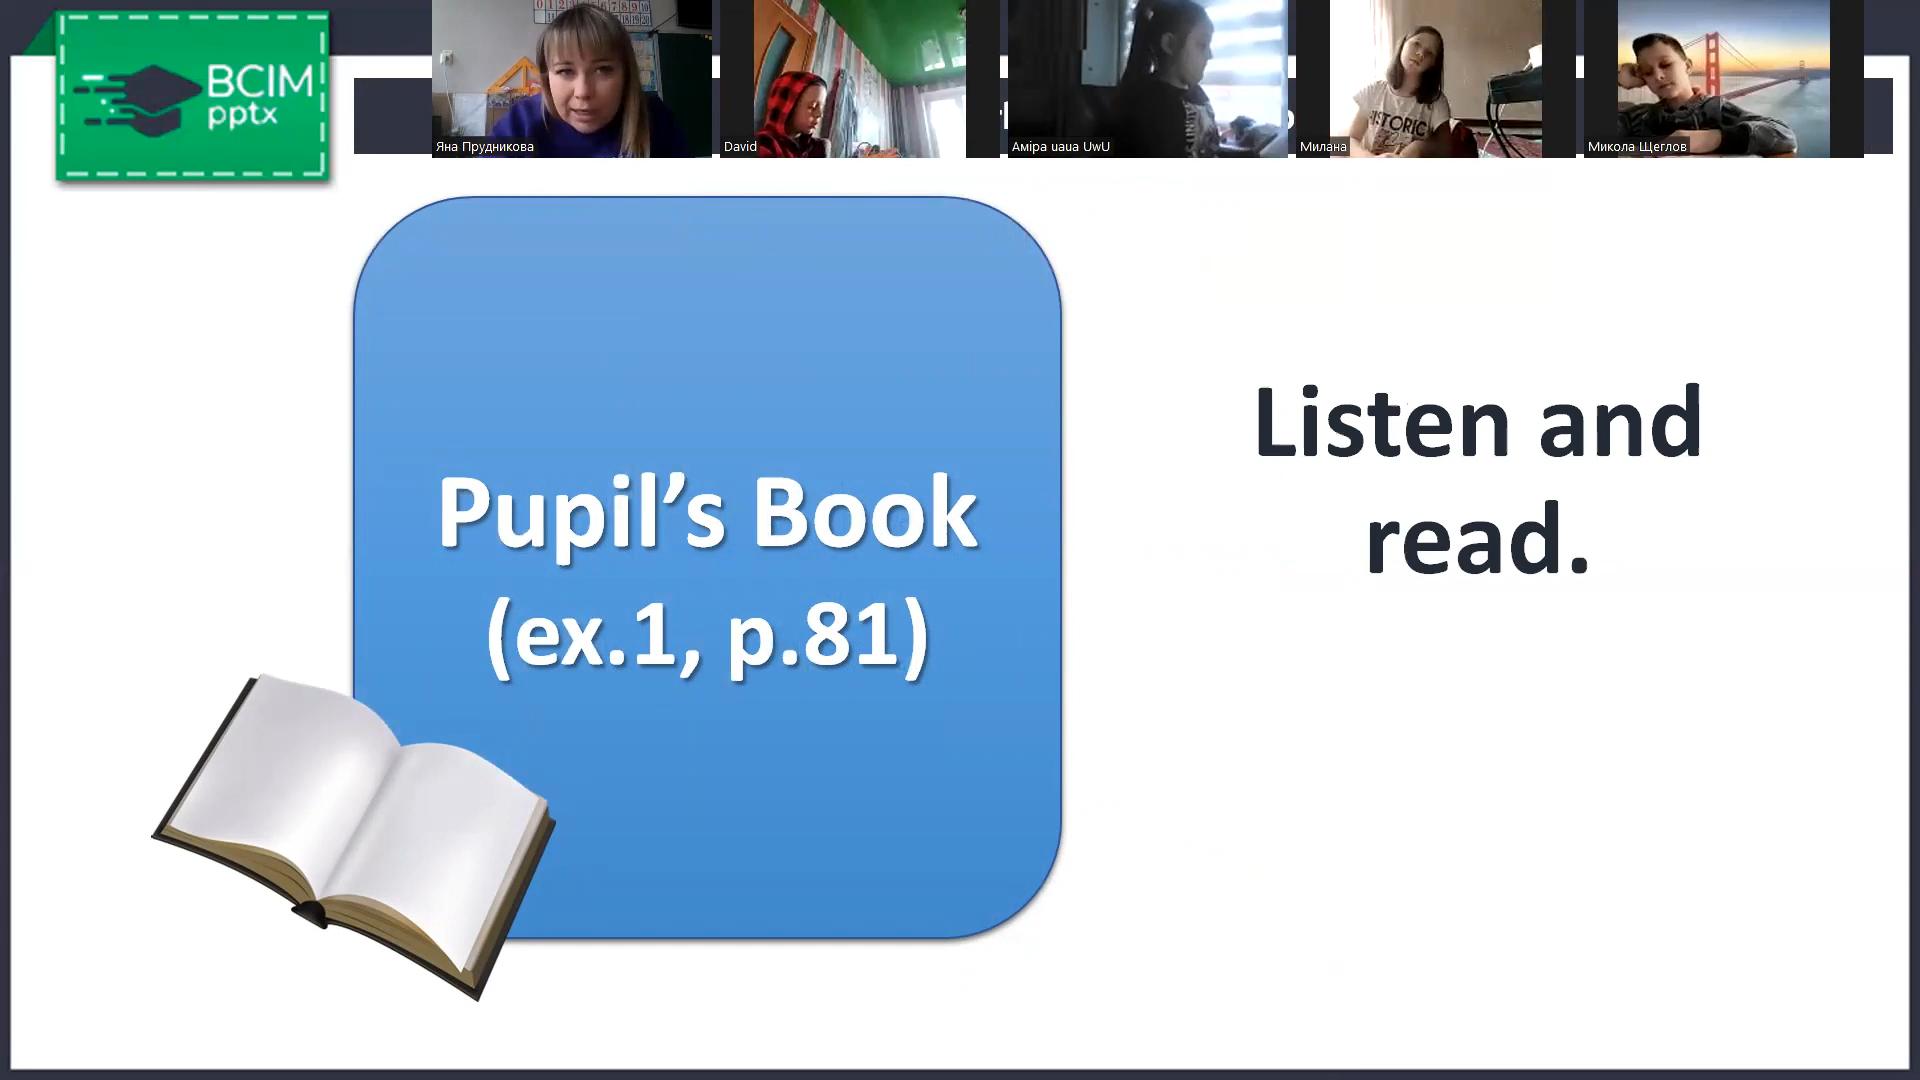 ВСІМ
pptx
Яна Прудникова
David
Аміра uaua UwU
Милана
Микола Щеглов
HISTORIC
Pupil’s Book
(ex.1, p.81)
Listen and
read.